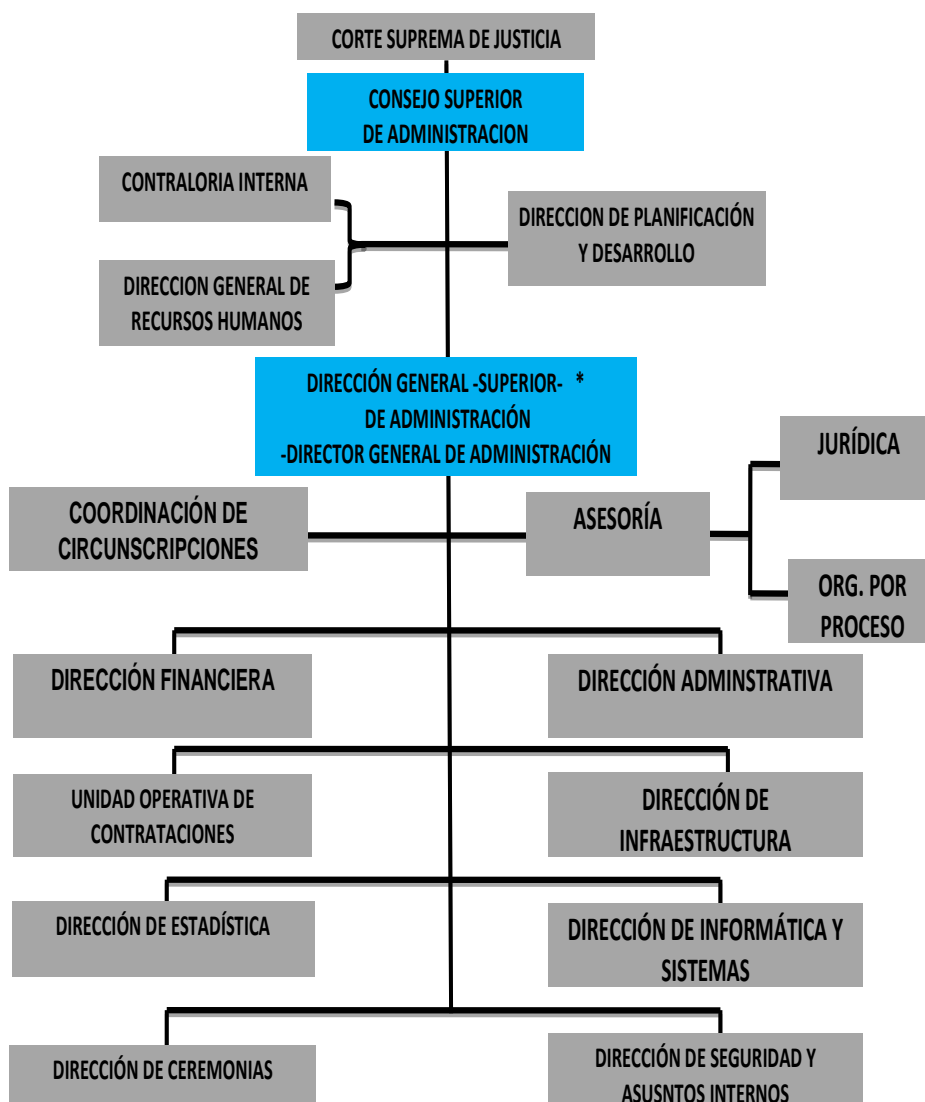 CORTE SUPREMA DE JUSTICIA
CONSEJO SUPERIOR
DE ADMINISTRACION
CONTRALORIA INTERNA
DIRECCION DE PLANIFICACIÓN
Y DESARROLLO
DIRECCION GENERAL DE
RECURSOS HUMANOS
DIRECCIÓN GENERAL -SUPERIOR- *
DE ADMINISTRACIÓN
-DIRECTOR GENERAL DE ADMINISTRACIÓN
JURÍDICA
COORDINACIÓN DE
CIRCUNSCRIPCIONES
ASESORÍA
ORG. POR
PROCESO
DIRECCIÓN FINANCIERA
DIRECCIÓN ADMINSTRATIVA
UNIDAD OPERATIVA DE
CONTRATACIONES
DIRECCIÓN DE
INFRAESTRUCTURA
DIRECCIÓN DE ESTADÍSTICA
DIRECCIÓN DE INFORMÁTICA Y
SISTEMAS
DIRECCIÓN DE CEREMONIAS
DIRECCIÓN DE SEGURIDAD Y
ASUSNTOS INTERNOS